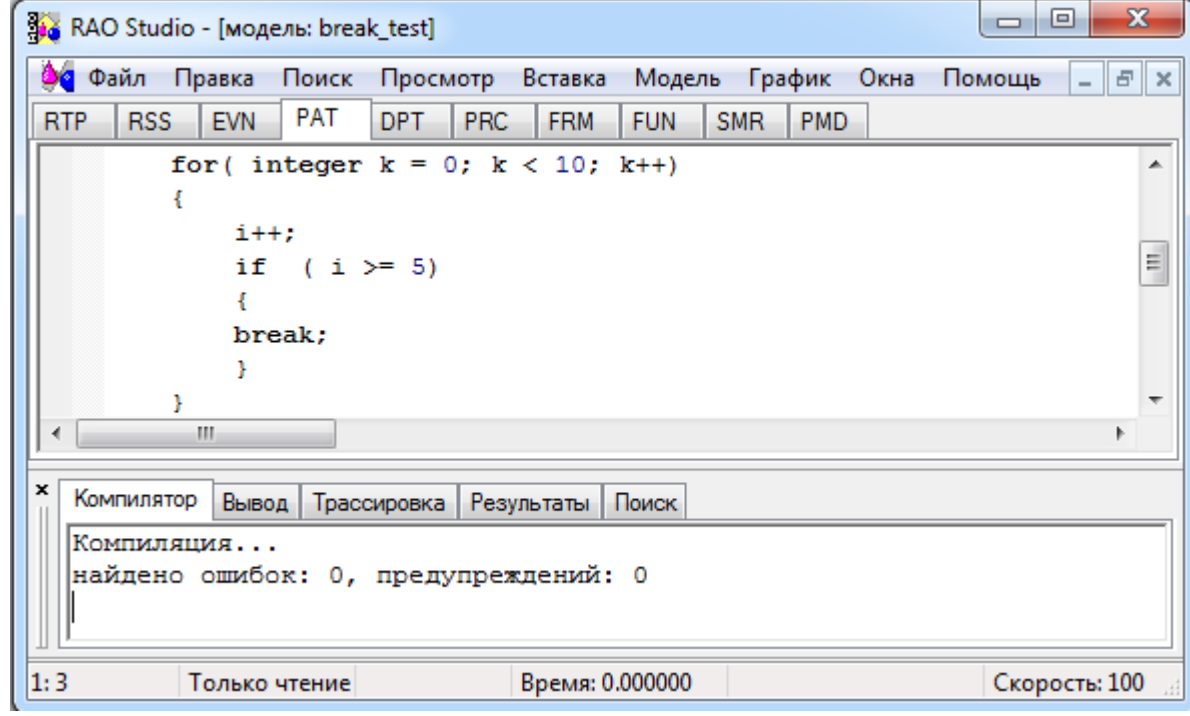 RAO Studio - [модель: break_test]
Файл Правка Поиск Просмотр Вставка Модель График Окна Помощь
RTP RSS EVN PAT DPT PRC FRM FUN SMR PMD
for( integer k = 0; k < 10; k++)
{
i++;
if ( i >= 5)
{
break;
}
}
Компилятор Вывод Трассировка Результаты Поиск
Компиляция...
найдено ошибок: 0, предупреждений: 0
1: 3 Только чтение Время: 0.000000 Скорость: 100